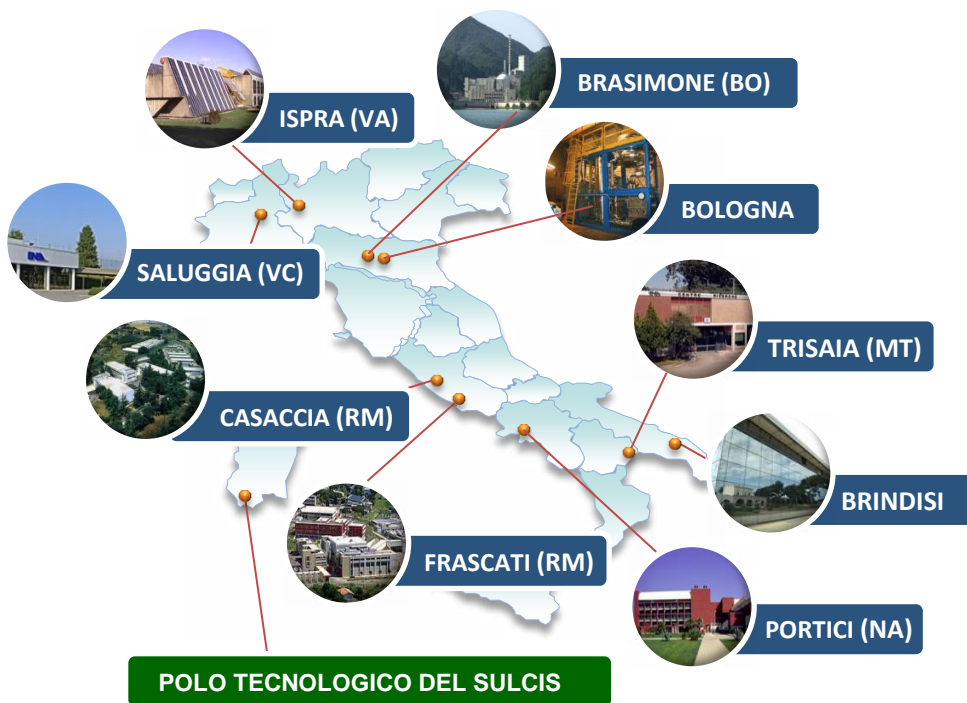 BRASIMONE (BO)
ISPRA (VA)
BOLOGNA
SALUGGIA (VC)
TRISAIA (MT)
CASACCIA (RM)
BRINDISI
FRASCATI (RM)
PORTICI (NA)
POLO TECNOLOGICO DEL SULCIS